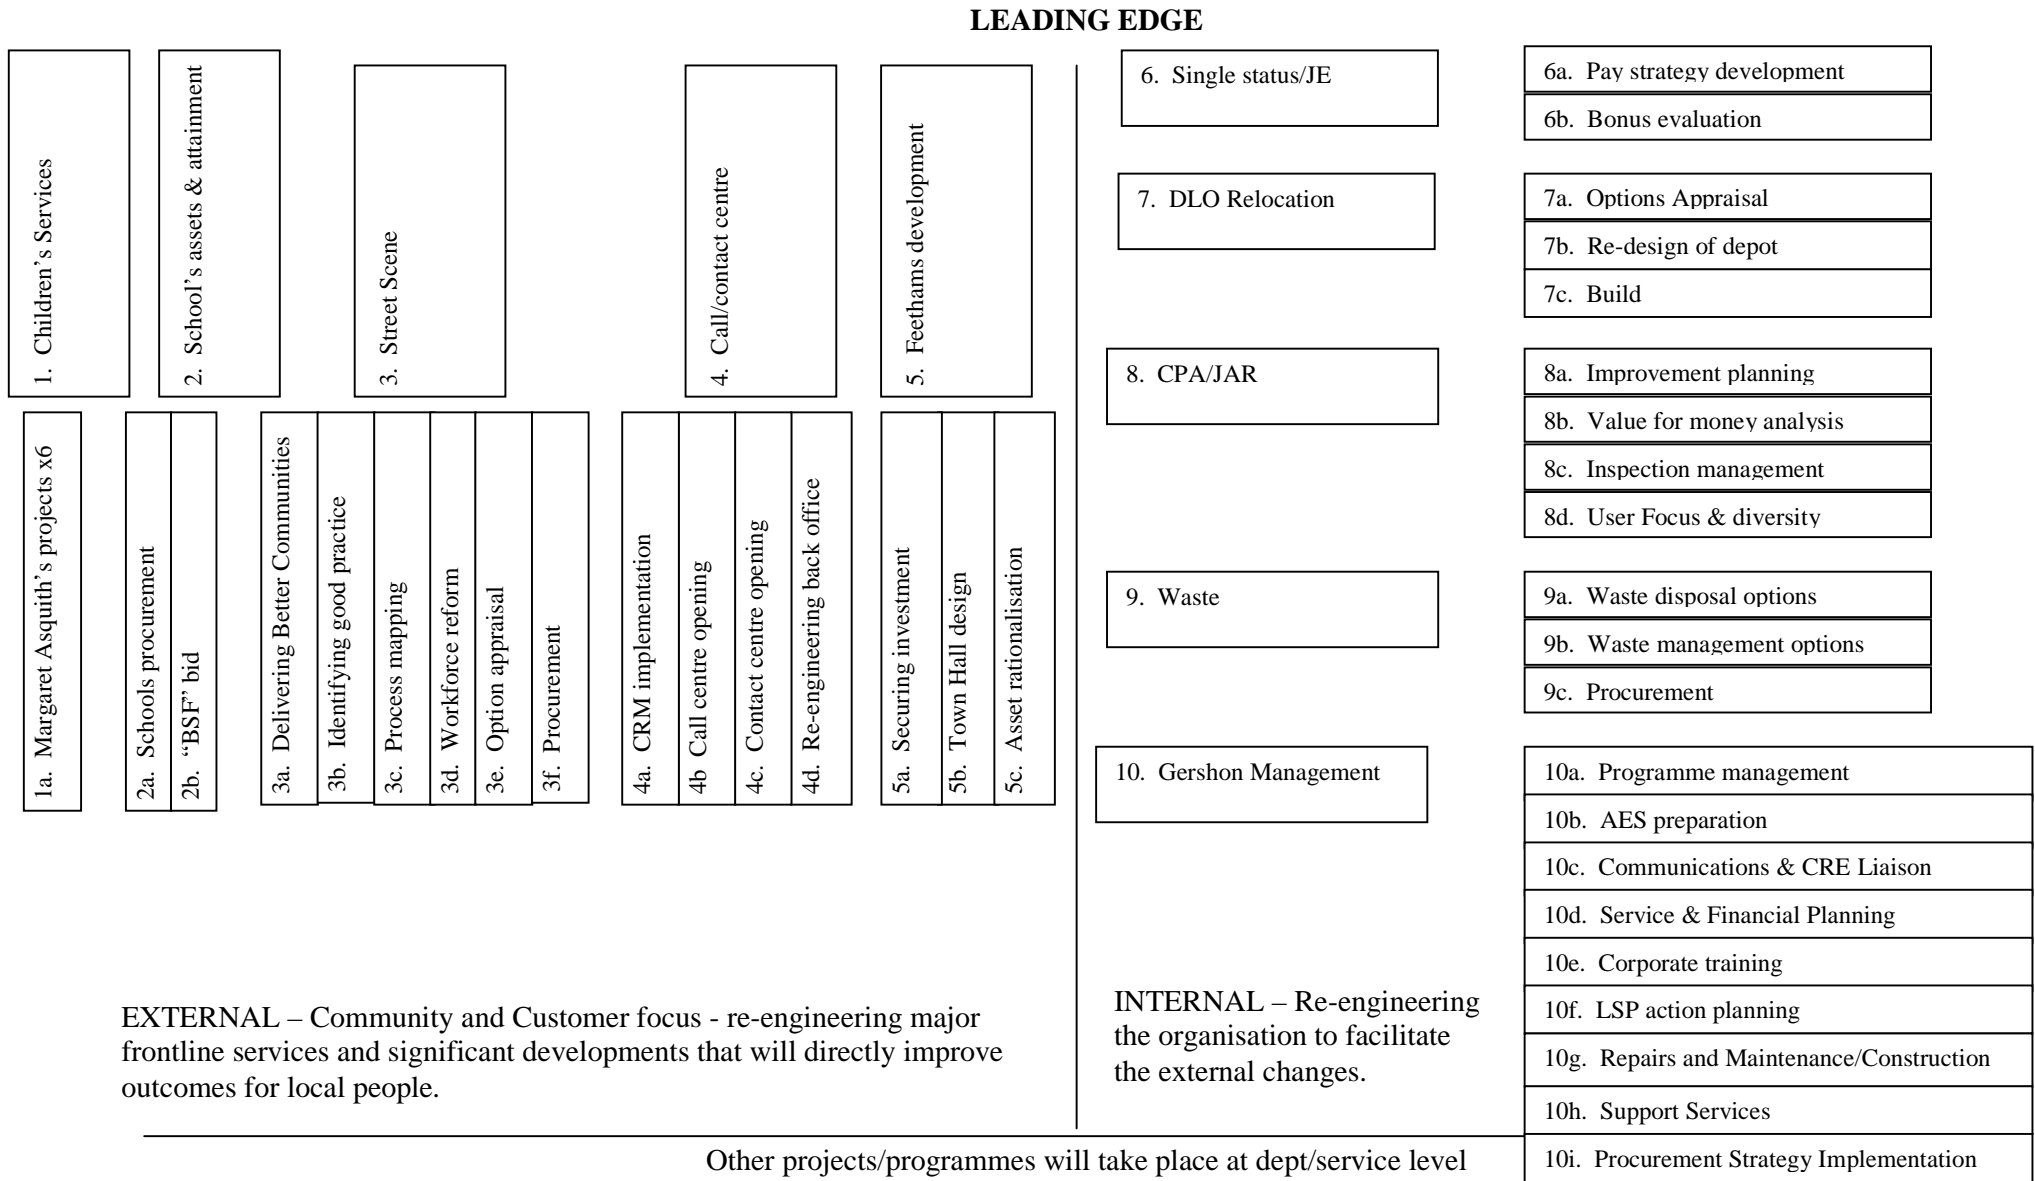 LEADING EDGE
1. Children’s Services
2. School’s assets & attainment
3. Street Scene
4. Call/contact centre
5. Feethams development
1a. Margaret Asquith’s projects x6
2a. Schools procurement
2b. “BSF” bid
3a. Delivering Better Communities
3b. Identifying good practice
3c. Process mapping
3d. Workforce reform
3e. Option appraisal
3f. Procurement
4a. CRM implementation
4b Call centre opening
4c. Contact centre opening
4d. Re-engineering back office
5a. Securing investment
5b. Town Hall design
5c. Asset rationalisation
EXTERNAL – Community and Customer focus - re-engineering major
frontline services and significant developments that will directly improve
outcomes for local people.
6. Single status/JE
6a. Pay strategy development
6b. Bonus evaluation
7. DLO Relocation
7a. Options Appraisal
7b. Re-design of depot
7c. Build
8. CPA/JAR
8a. Improvement planning
8b. Value for money analysis
8c. Inspection management
8d. User Focus & diversity
9. Waste
9a. Waste disposal options
9b. Waste management options
9c. Procurement
10. Gershon Management
10a. Programme management
10b. AES preparation
10c. Communications & CRE Liaison
10d. Service & Financial Planning
10e. Corporate training
10f. LSP action planning
10g. Repairs and Maintenance/Construction
10h. Support Services
10i. Procurement Strategy Implementation
INTERNAL – Re-engineering
the organisation to facilitate
the external changes.
Other projects/programmes will take place at dept/service level